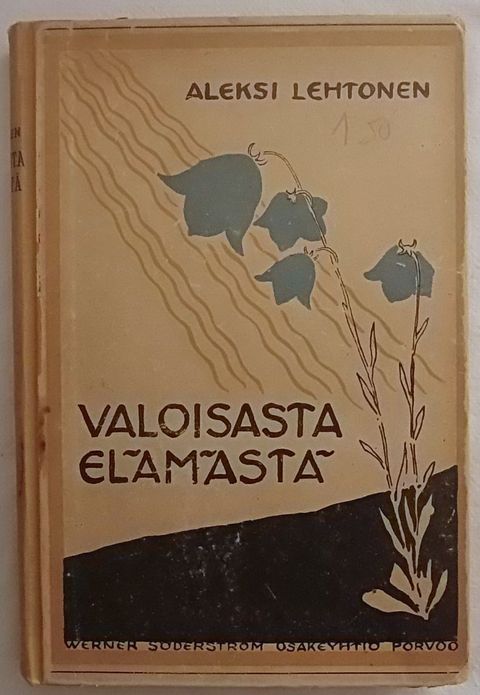 ALEKSI LEHTONEN
1 50
VALOISASTA
ELÄMÄSTÄ
WERNER SÖDERSTRÖM OSAKEYHTIÖ PORVOO